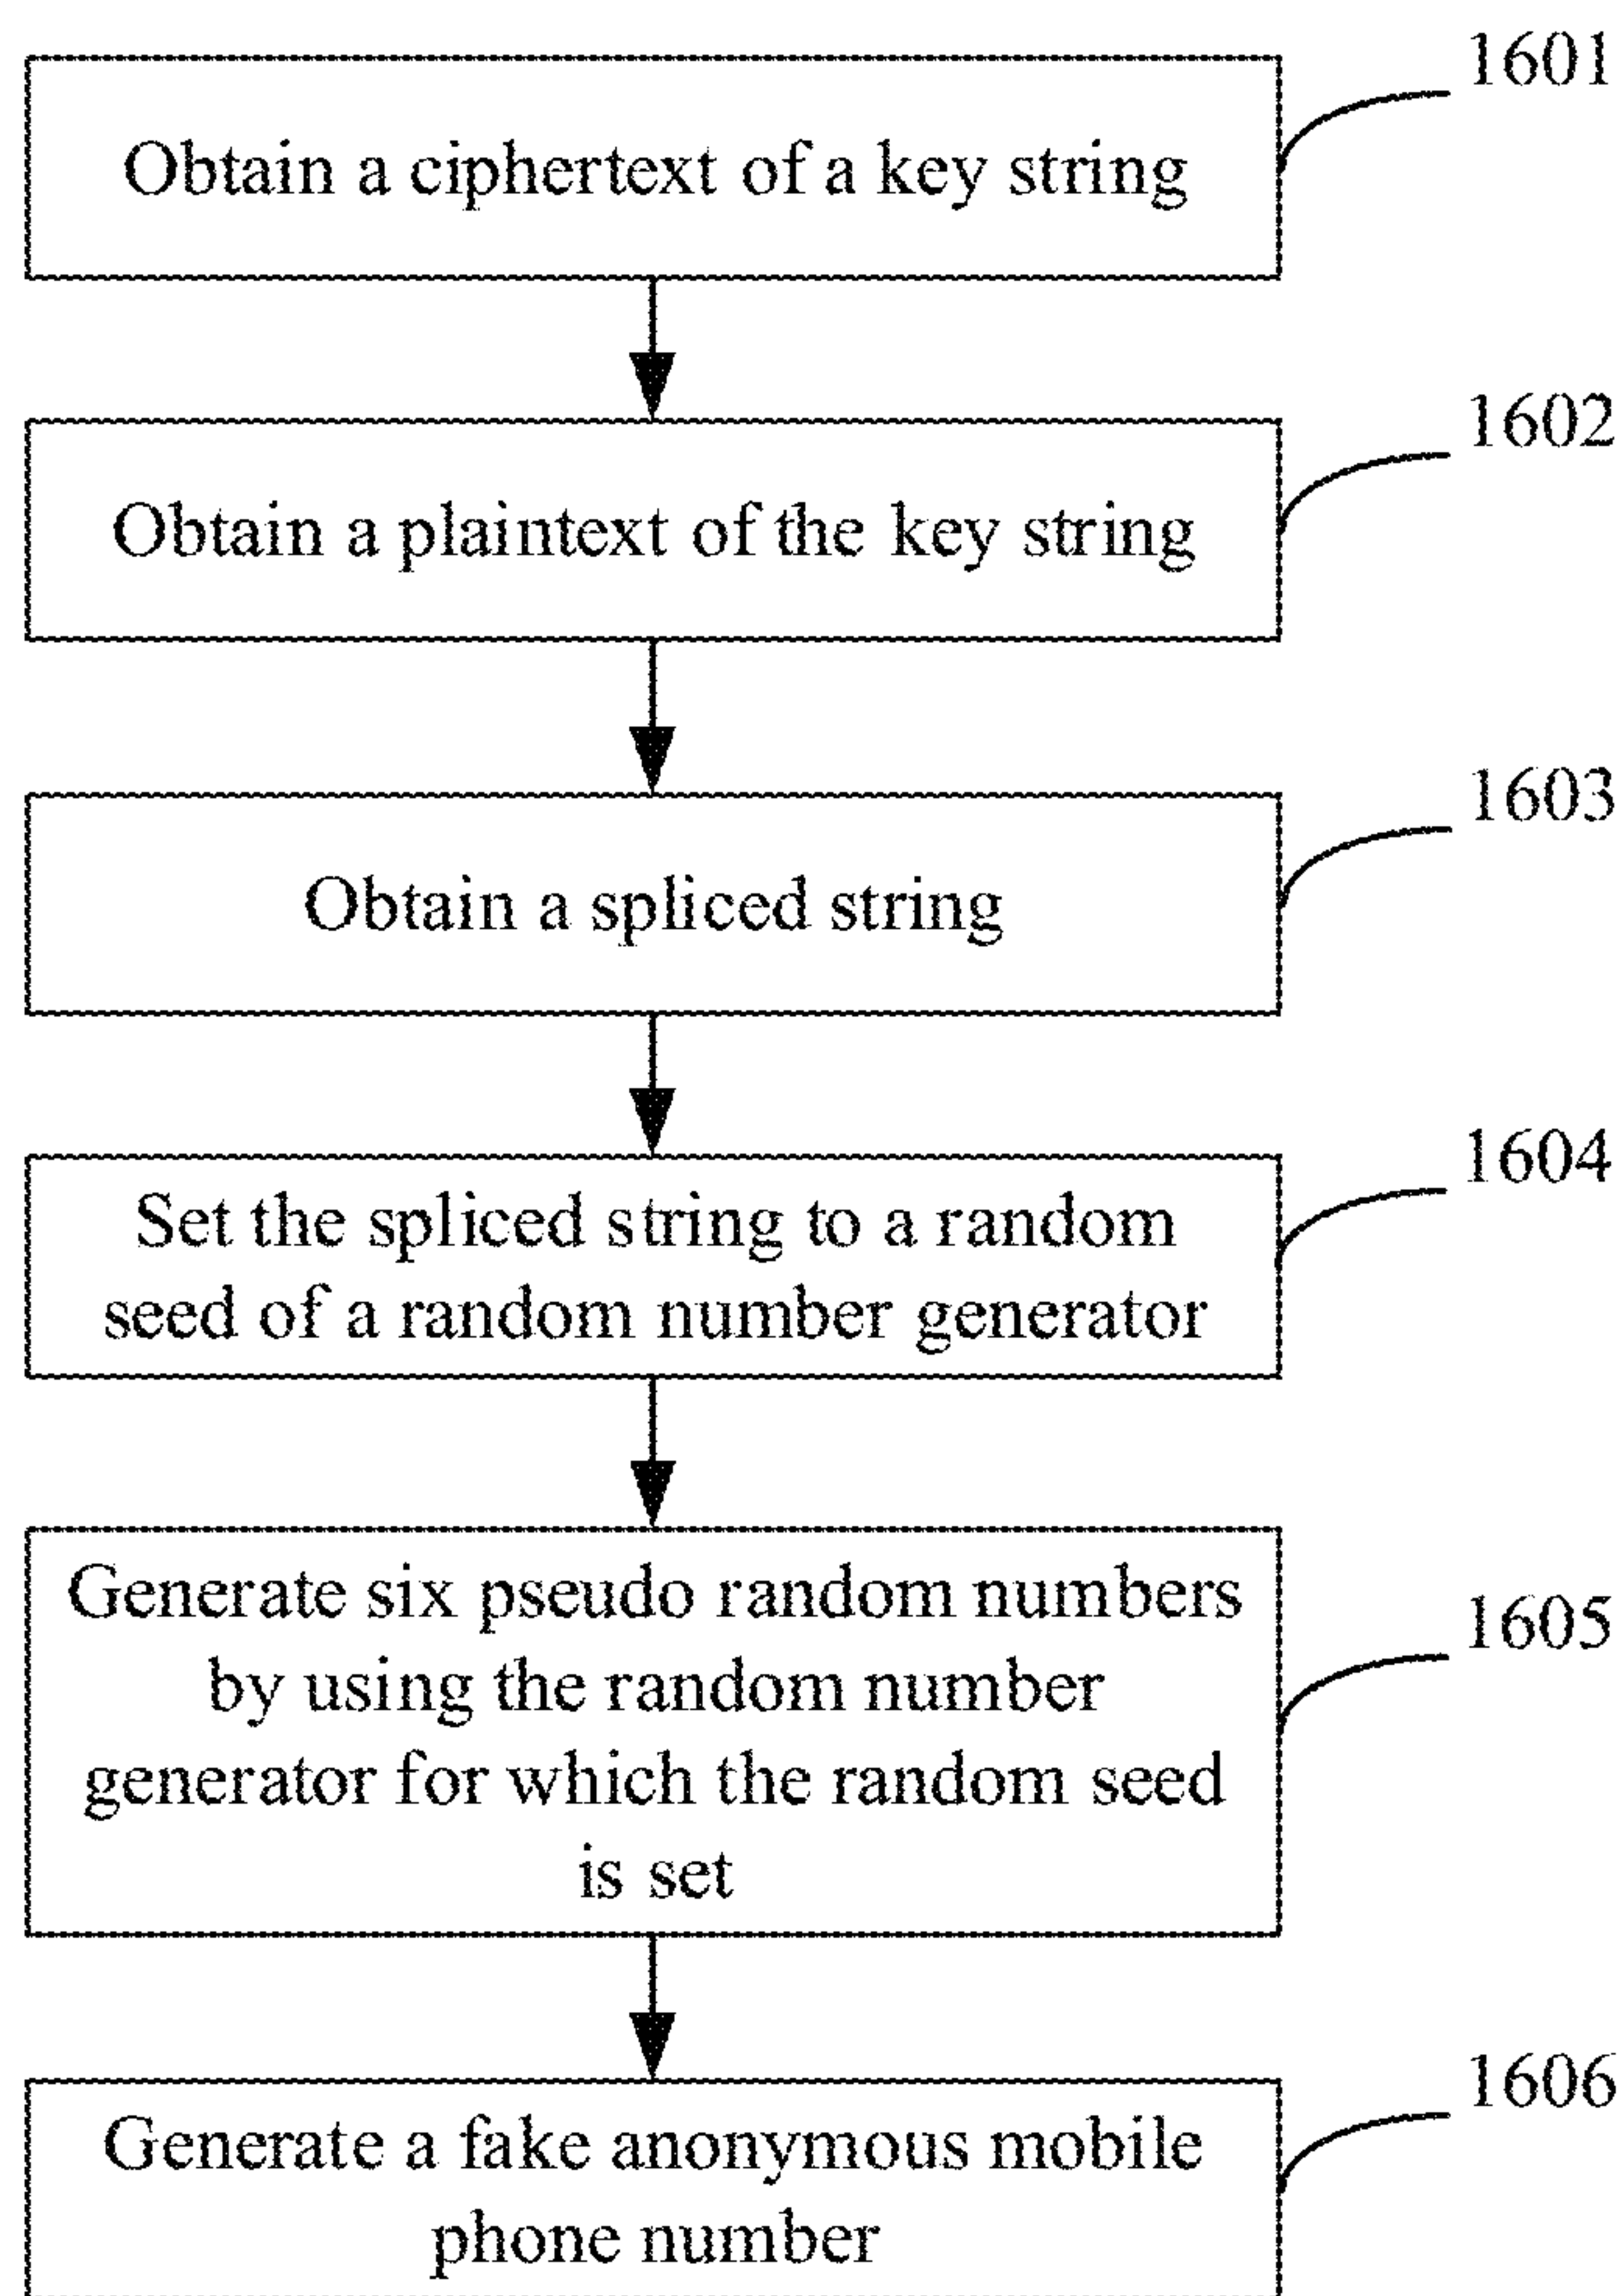 1601
Obtain a ciphertext of a key string
1602
Obtain a plaintext of the key string
1603
Obtain a spliced string
1604
Set the spliced string to a random
seed of a random number generator
1605
Generate six pseudo random numbers
by using the random number
generator for which the random seed
is set
1606
Generate a fake anonymous mobile
phone number